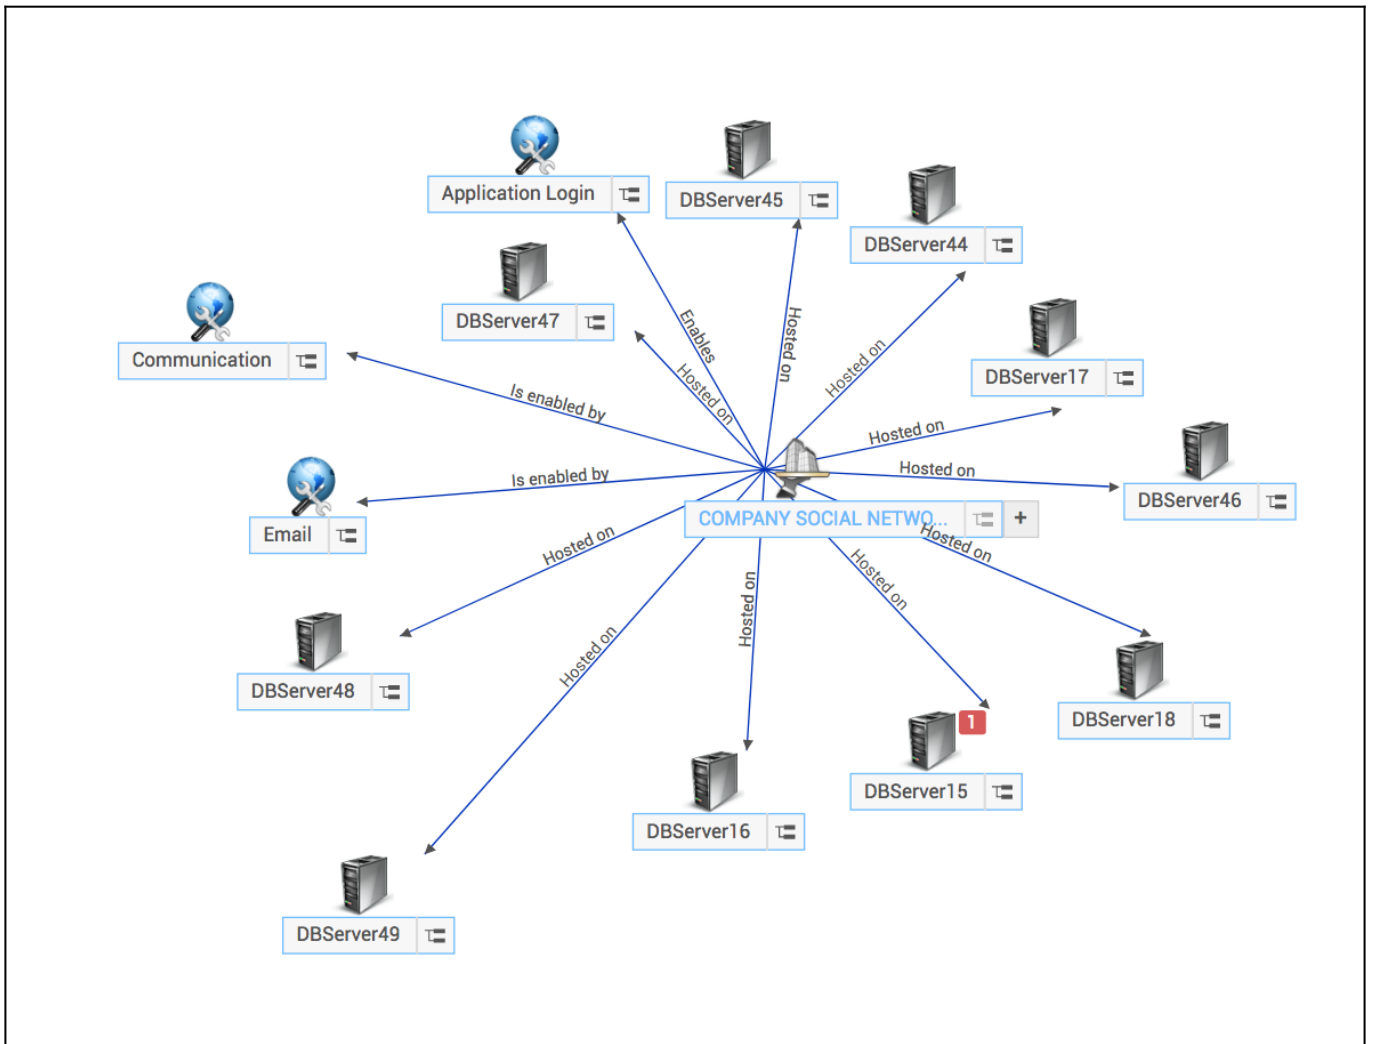 Application Login
DBServer45
DBServer44
DBServer47
DBServer17
Communication
Enables
Hosted on
Hosted on
Hosted on
Is enabled by
Hosted on
Hosted on
Is enabled by
DBServer46
Email
COMPANY SOCIAL NETWO...
+
Hosted on
Hosted on
Hosted on
Hosted on
Hosted on
DBServer48
DBServer18
1
DBServer15
DBServer16
DBServer49